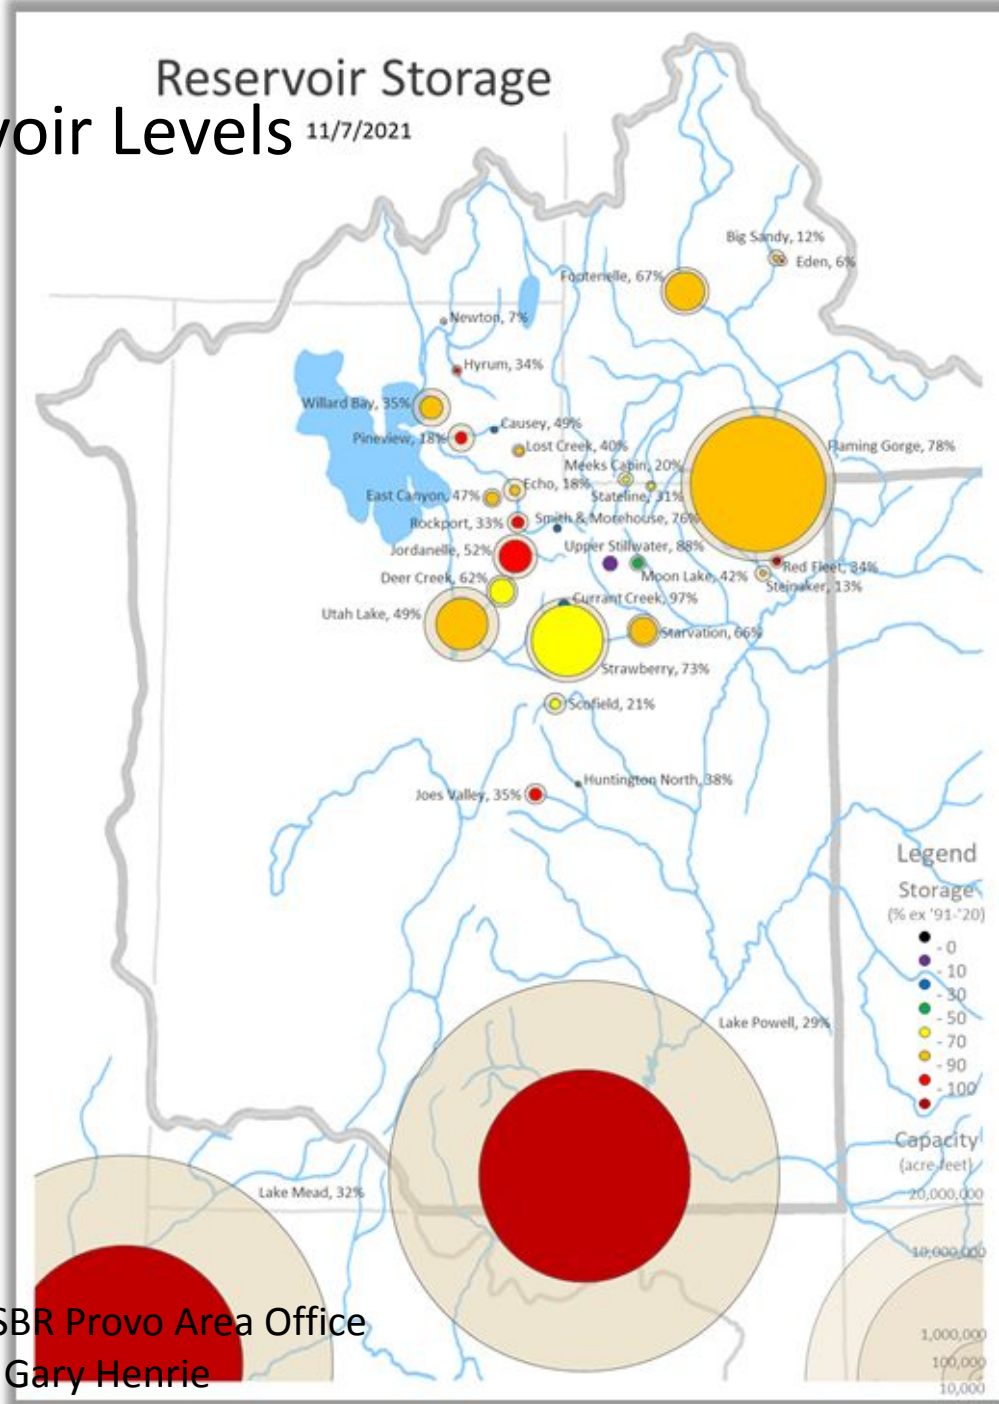 Reservoir Storage
voir Levels 11/7/2021
Big Sandy, 12%
Eden, 6%
Fontenelle, 67%
Newton, 7%
Hyrum, 34%
Willard Bay, 35%
Causey, 49%
Pineview, 18%
Lost Creek, 40%
Flaming Gorge, 78%
Meeks Cabin, 20%
Echo, 18%
East Canyon, 47%
Stateline, 31%
Rockport, 33%
Smith & Morehouse, 76%
Jordanelle, 52%
Upper Stillwater, 88%
Red Fleet, 34%
Moon Lake, 42%
Deer Creek, 62%
Steinaker, 13%
Currant Creek, 97%
Utah Lake, 49%
Starvation, 66%
Strawberry, 73%
Scofield, 21%
Huntington North, 38%
Joes Valley, 35%
Legend
Storage
(% ex '91-'20)
- 0
- 10
- 30
- 50
- 70
- 90
- 100
Lake Powell, 29%
Capacity
(acre-feet)
20,000,000
10,000,000
1,000,000
100,000
10,000
Lake Mead, 32%
SBR Provo Area Office
Gary Henrie